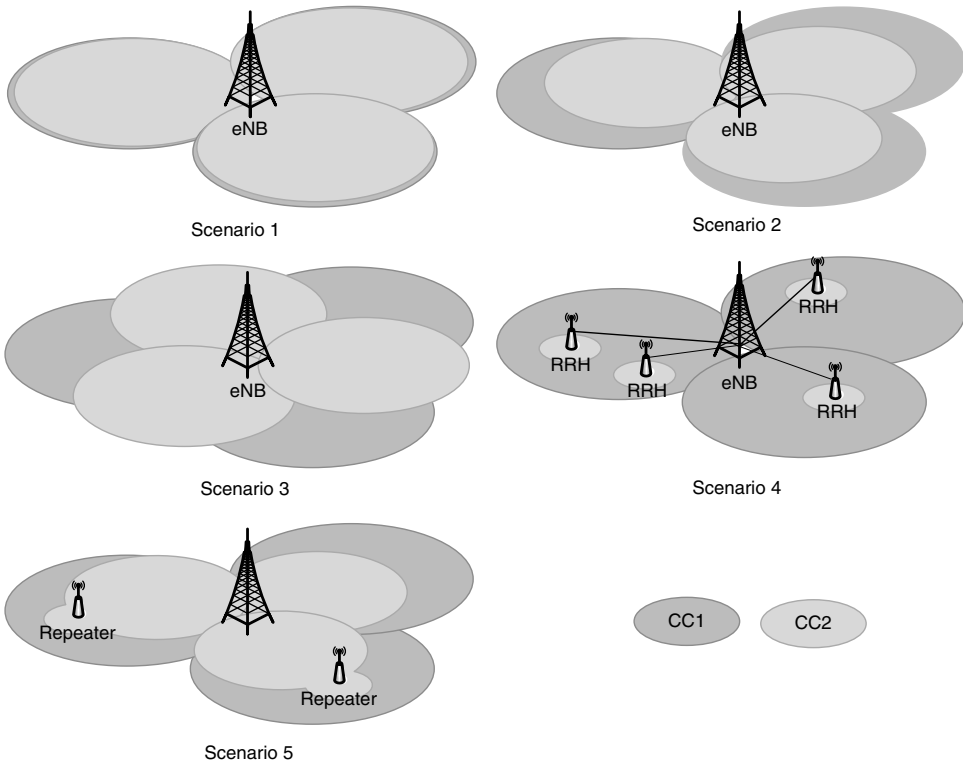 eNB
Scenario 1
eNB
Scenario 2
eNB
Scenario 3
RRH
RRH
RRH
eNB
RRH
Scenario 4
Repeater
Repeater
Scenario 5
CC1
CC2